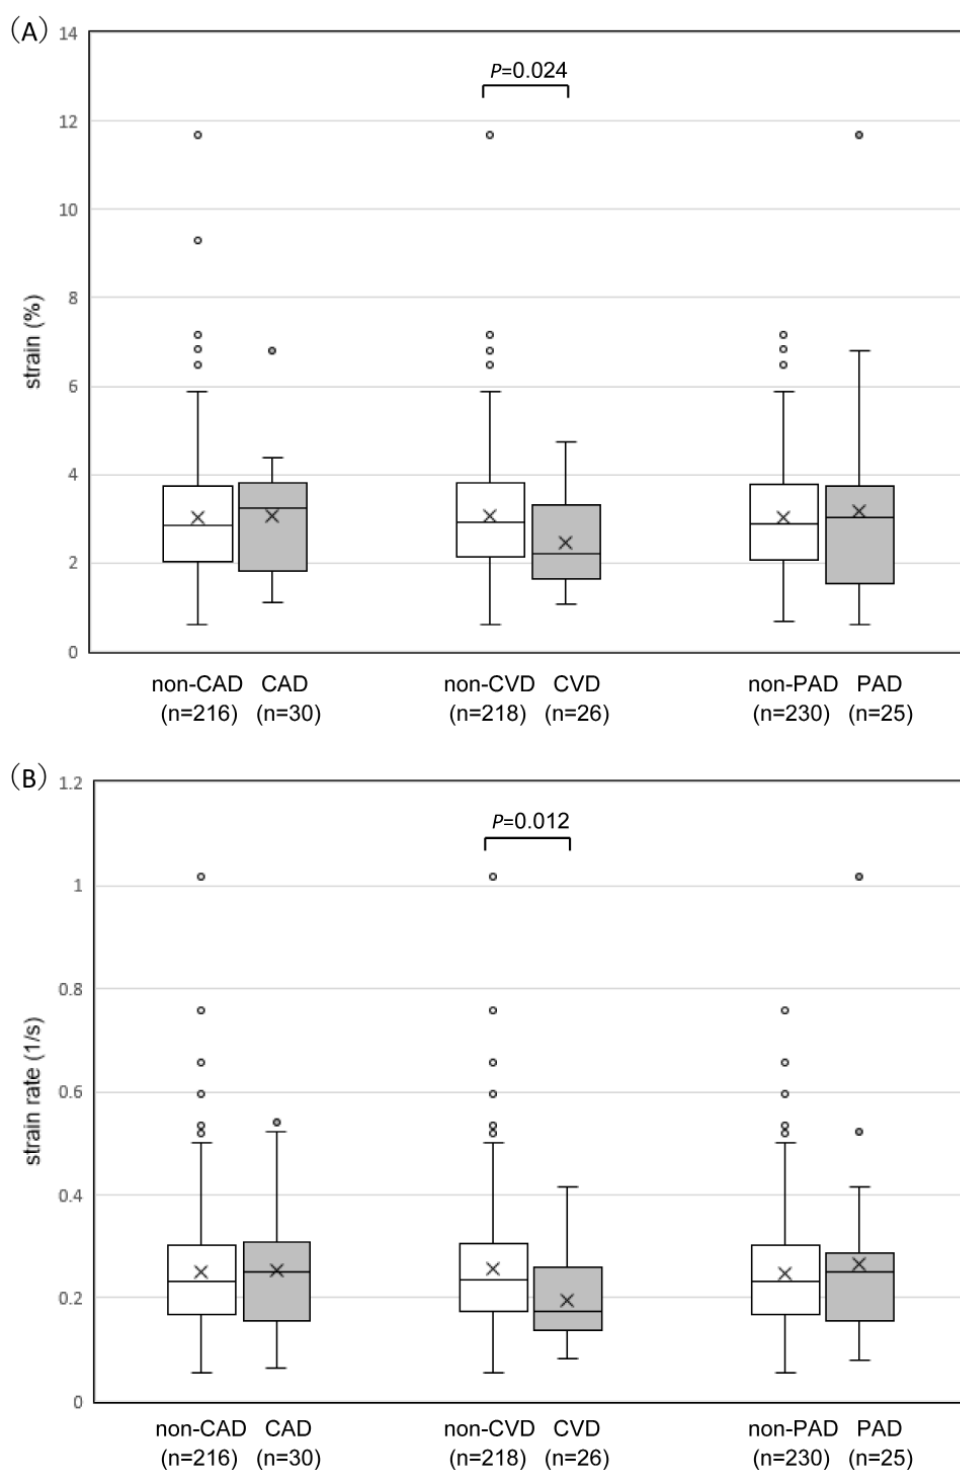 (A)
14
P=0.024
12
10
8
strain (%)
6
4
2
0
non-CAD CAD non-CVD CVD non-PAD PAD
(n=216) (n=30) (n=218) (n=26) (n=230) (n=25)
(B)
1.2
P=0.012
1
0.8
strain rate (1/s)
0.6
0.4
0.2
0
non-CAD CAD non-CVD CVD non-PAD PAD
(n=216) (n=30) (n=218) (n=26) (n=230) (n=25)